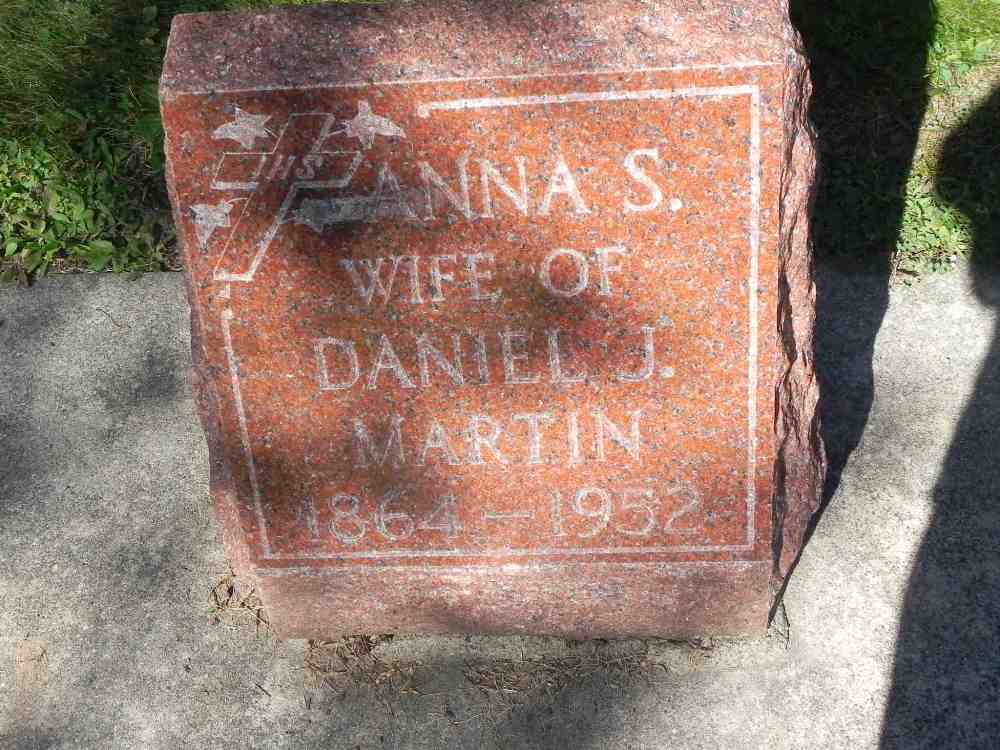 IHS
ANNA S.
WIFE OF
DANIEL J.
MARTIN
1864 — 1952